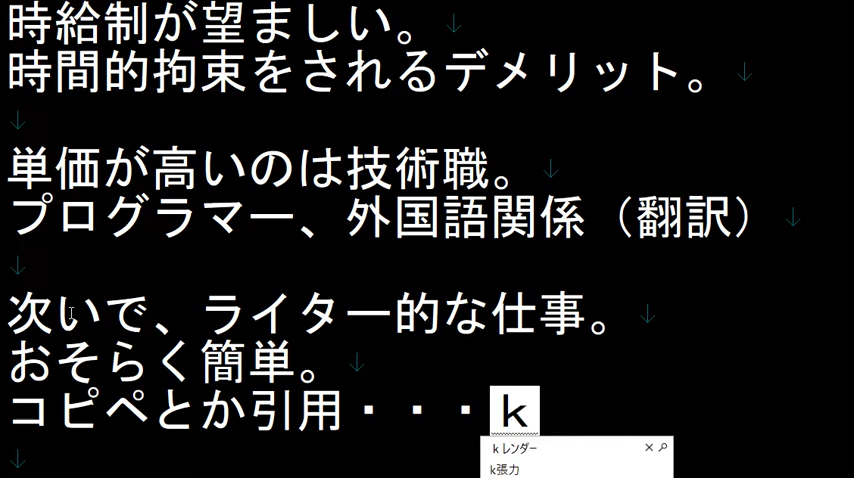 時給制が望ましい。↓
時間的拘束をされるデメリット。↓
↓
単価が高いのは技術職。↓
プログラマー、外国語関係（翻訳）↓
↓
次いで、ライター的な仕事。↓
おそらく簡単。↓
コピペとか引用・・・ｋ
ｋレンダー
k張力
↓